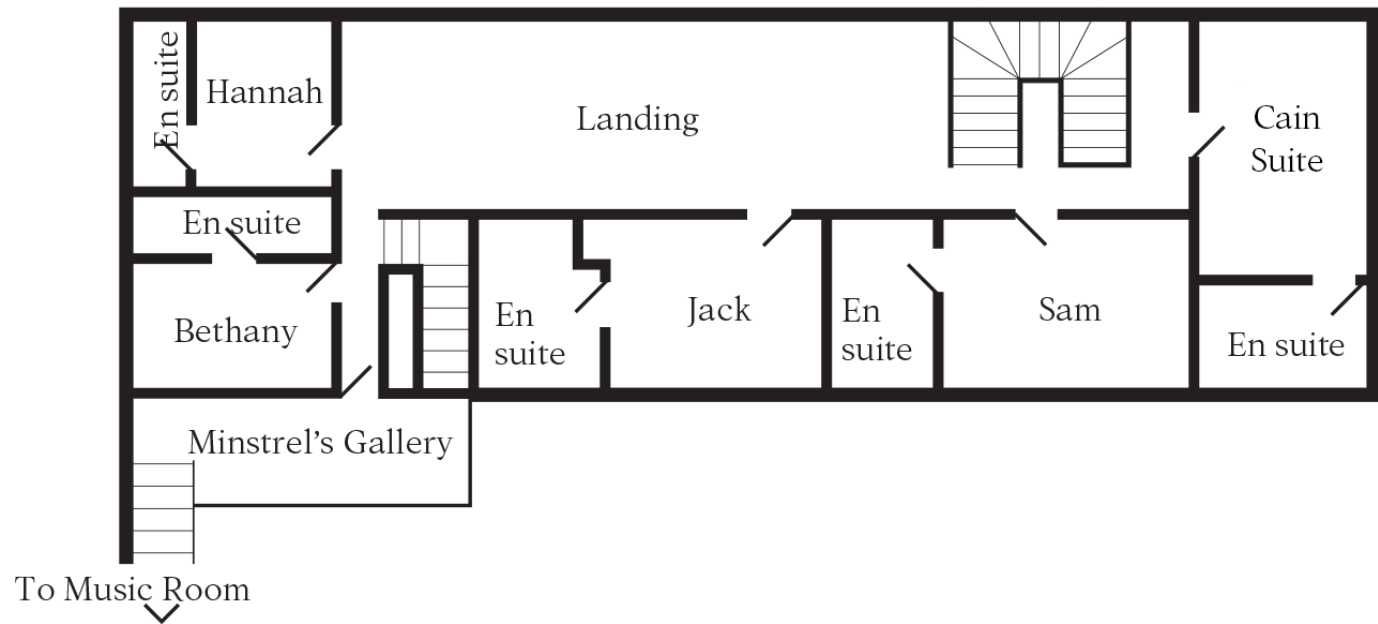 En suite
Hannah
Landing
Cain
Suite
En suite
Bethany
En
suite
Jack
En
suite
Sam
En suite
Minstrel’s Gallery
To Music Room